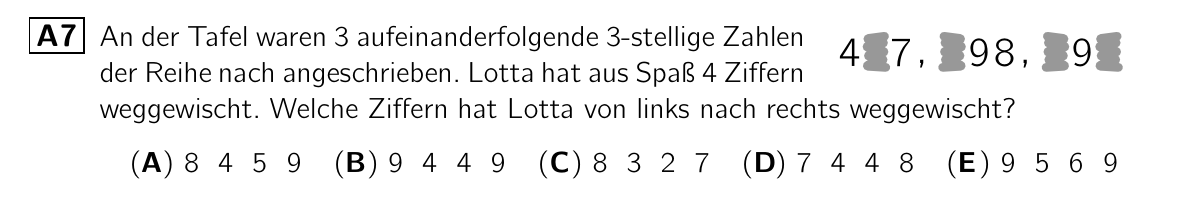 A7 An der Tafel waren 3 aufeinanderfolgende 3-stellige Zahlen 4 7, 98, 9
der Reihe nach angeschrieben. Lotta hat aus Spaß 4 Ziffern
weggewischt. Welche Ziffern hat Lotta von links nach rechts weggewischt?
(A) 8 4 5 9 (B) 9 4 4 9 (C) 8 3 2 7 (D) 7 4 4 8 (E) 9 5 6 9